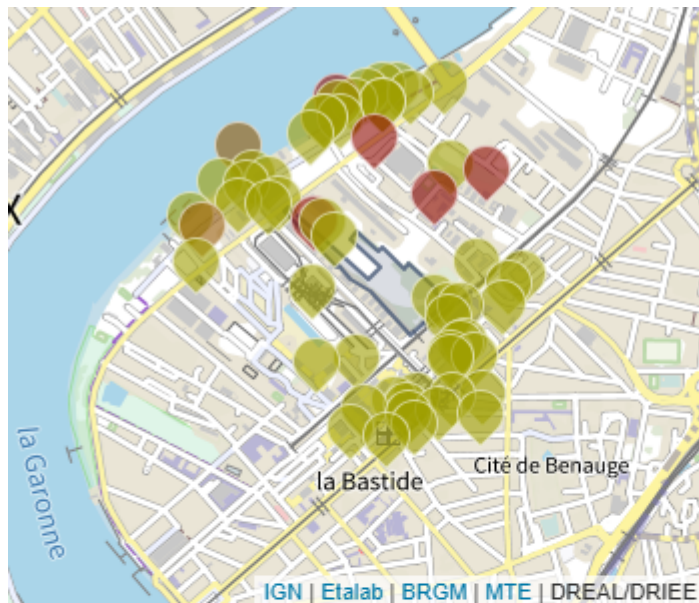 la Garonne
la Bastide
Cité de Benauge
IGN | Etalab | BRGM | MTE | DREAL/DRIEE